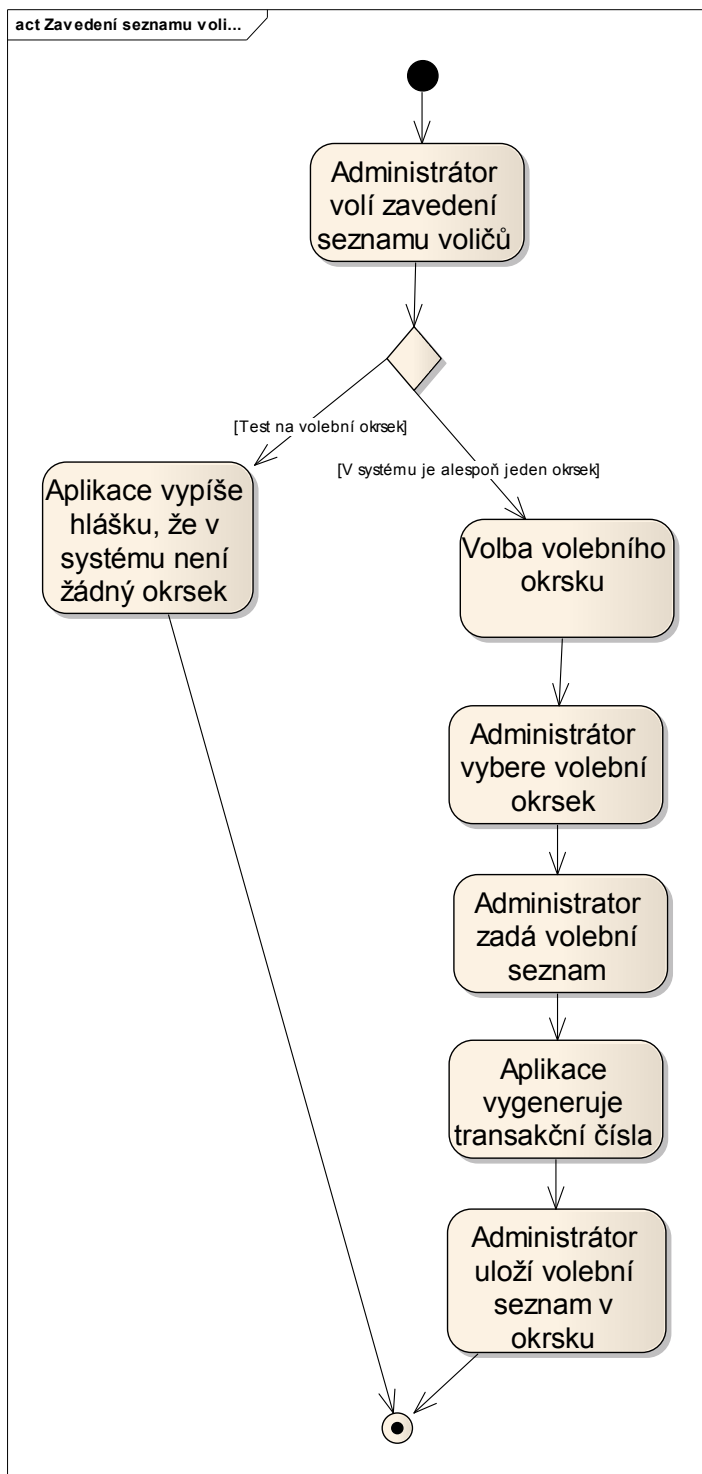 act Zavedení seznamu voli...
Administrátor
volí zavedení
seznamu voličů
[Test na volební okrsek]
[V systému je alespoň jeden okrsek]
Aplikace vypíše
hlášku, že v
systému není
žádný okrsek
Volba volebního
okrsku
Administrátor
vybere volební
okrsek
Administrator
zadá volební
seznam
Aplikace
vygeneruje
transakční čísla
Administrátor
uloží volební
seznam v
okrsku